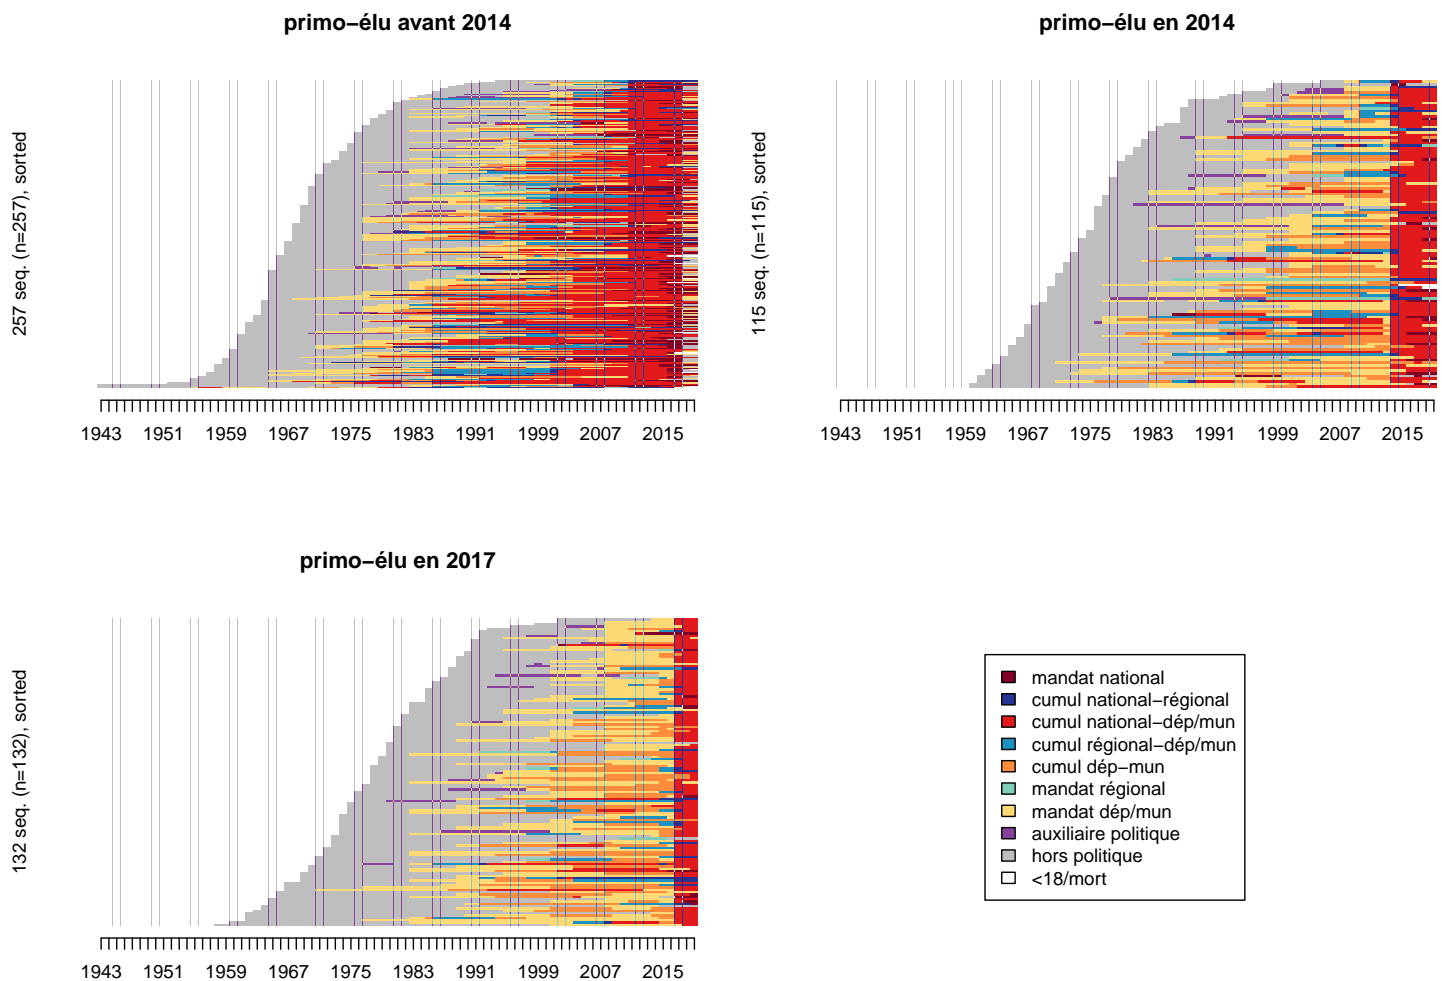 primo−élu avant 2014
257 seq. (n=257), sorted
1943 1951 1959 1967 1975 1983 1991 1999 2007 2015
primo−élu en 2014
115 seq. (n=115), sorted
1943 1951 1959 1967 1975 1983 1991 1999 2007 2015
primo−élu en 2017
132 seq. (n=132), sorted
1943 1951 1959 1967 1975 1983 1991 1999 2007 2015
mandat national
cumul national−régional
cumul national−dép/mun
cumul régional−dép/mun
cumul dép−mun
mandat régional
mandat dép/mun
auxiliaire politique
hors politique
<18/mort